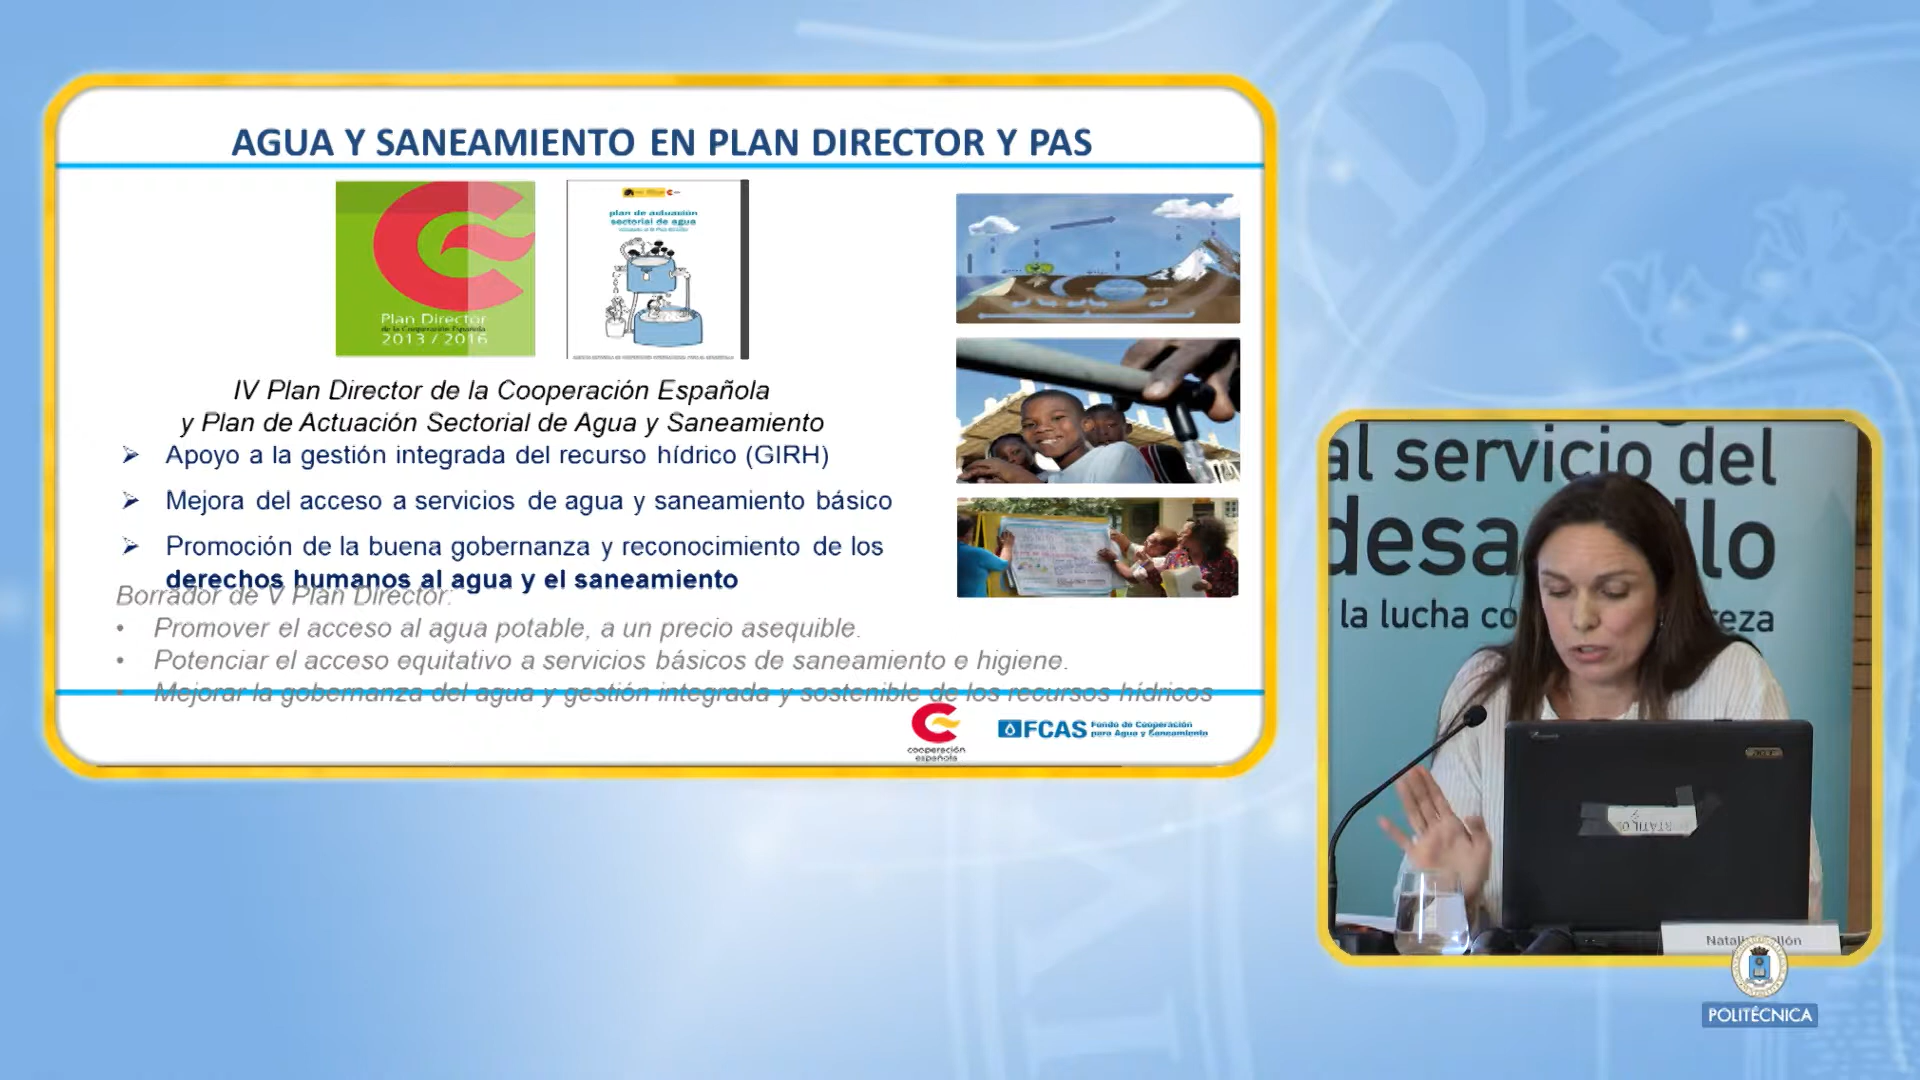 AGUA Y SANEAMIENTO EN PLAN DIRECTOR Y PAS
Plan Director
de la Cooperación Española
2013 / 2016
plan de actuación
sectorial de agua
IV Plan Director de la Cooperación Española
y Plan de Actuación Sectorial de Agua y Saneamiento
➢ Apoyo a la gestión integrada del recurso hídrico (GIRH)
➢ Mejora del acceso a servicios de agua y saneamiento básico
➢ Promoción de la buena gobernanza y reconocimiento de los
derechos humanos al agua y el saneamiento
Borrador de V Plan Director:
• Promover el acceso al agua potable, a un precio asequible.
• Potenciar el acceso equitativo a servicios básicos de saneamiento e higiene.
• Mejorar la gobernanza del agua y gestión integrada y sostenible de los recursos hídricos
cooperación
española
FCAS
Fondo de Cooperación
para Agua y Saneamiento
al servicio del
la lucha
acer
POLITÉCNICA